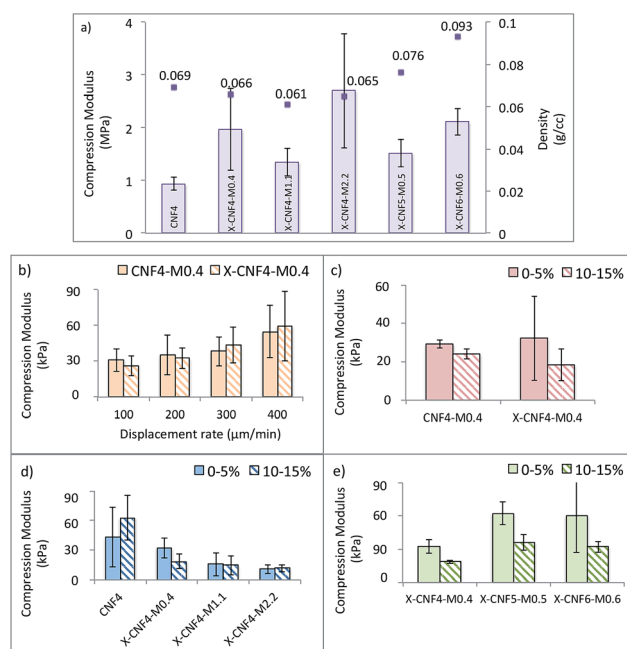 a)
Compression Modulus
(MPa)
4
3
2
1
0
0.069
0.066
0.061
0.065
0.076
0.093
CNF4
X-CNF4-M0.4
X-CNF4-M1.1
X-CNF4-M2.2
X-CNF5-M0.5
X-CNF6-M0.6
0.1
0.08
0.06
0.04
0.02
0
Density
(g/cc)
b)
CNF4-M0.4 X-CNF4-M0.4
Compression Modulus
(kPa)
90
60
30
0
100 200 300 400
Displacement rate (μm/min)
c)
0-5% 10-15%
Compression Modulus
(kPa)
60
40
20
0
CNF4-M0.4 X-CNF4-M0.4
d)
0-5% 10-15%
Compression Modulus
(kPa)
90
60
30
0
CNF4
X-CNF4-M0.4
X-CNF4-M1.1
X-CNF4-M2.2
e)
0-5% 10-15%
Compression Modulus
(kPa)
90
60
90
0
X-CNF4-M0.4 X-CNF5-M0.5 X-CNF6-M0.6